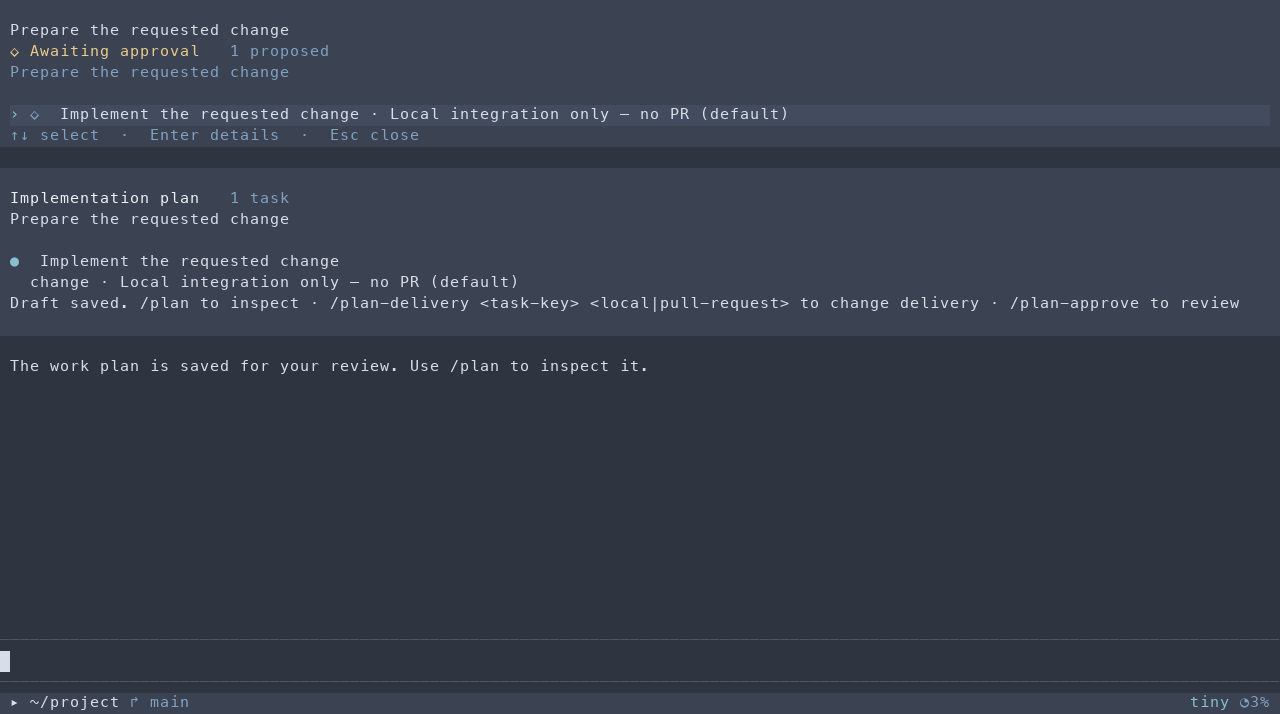 Prepare the requested change
◇ Awaiting approval   1 proposed
Prepare the requested change
› ◇  Implement the requested change · Local integration only — no PR (default)
↑↓ select  ·  Enter details  ·  Esc close
Implementation plan   1 task
Prepare the requested change
●  Implement the requested change
change · Local integration only — no PR (default)
Draft saved. /plan to inspect · /plan-delivery <task-key> <local|pull-request> to change delivery · /plan-approve to review
The work plan is saved for your review. Use /plan to inspect it.
▸ ~/project ↱ main
tiny ◔3%